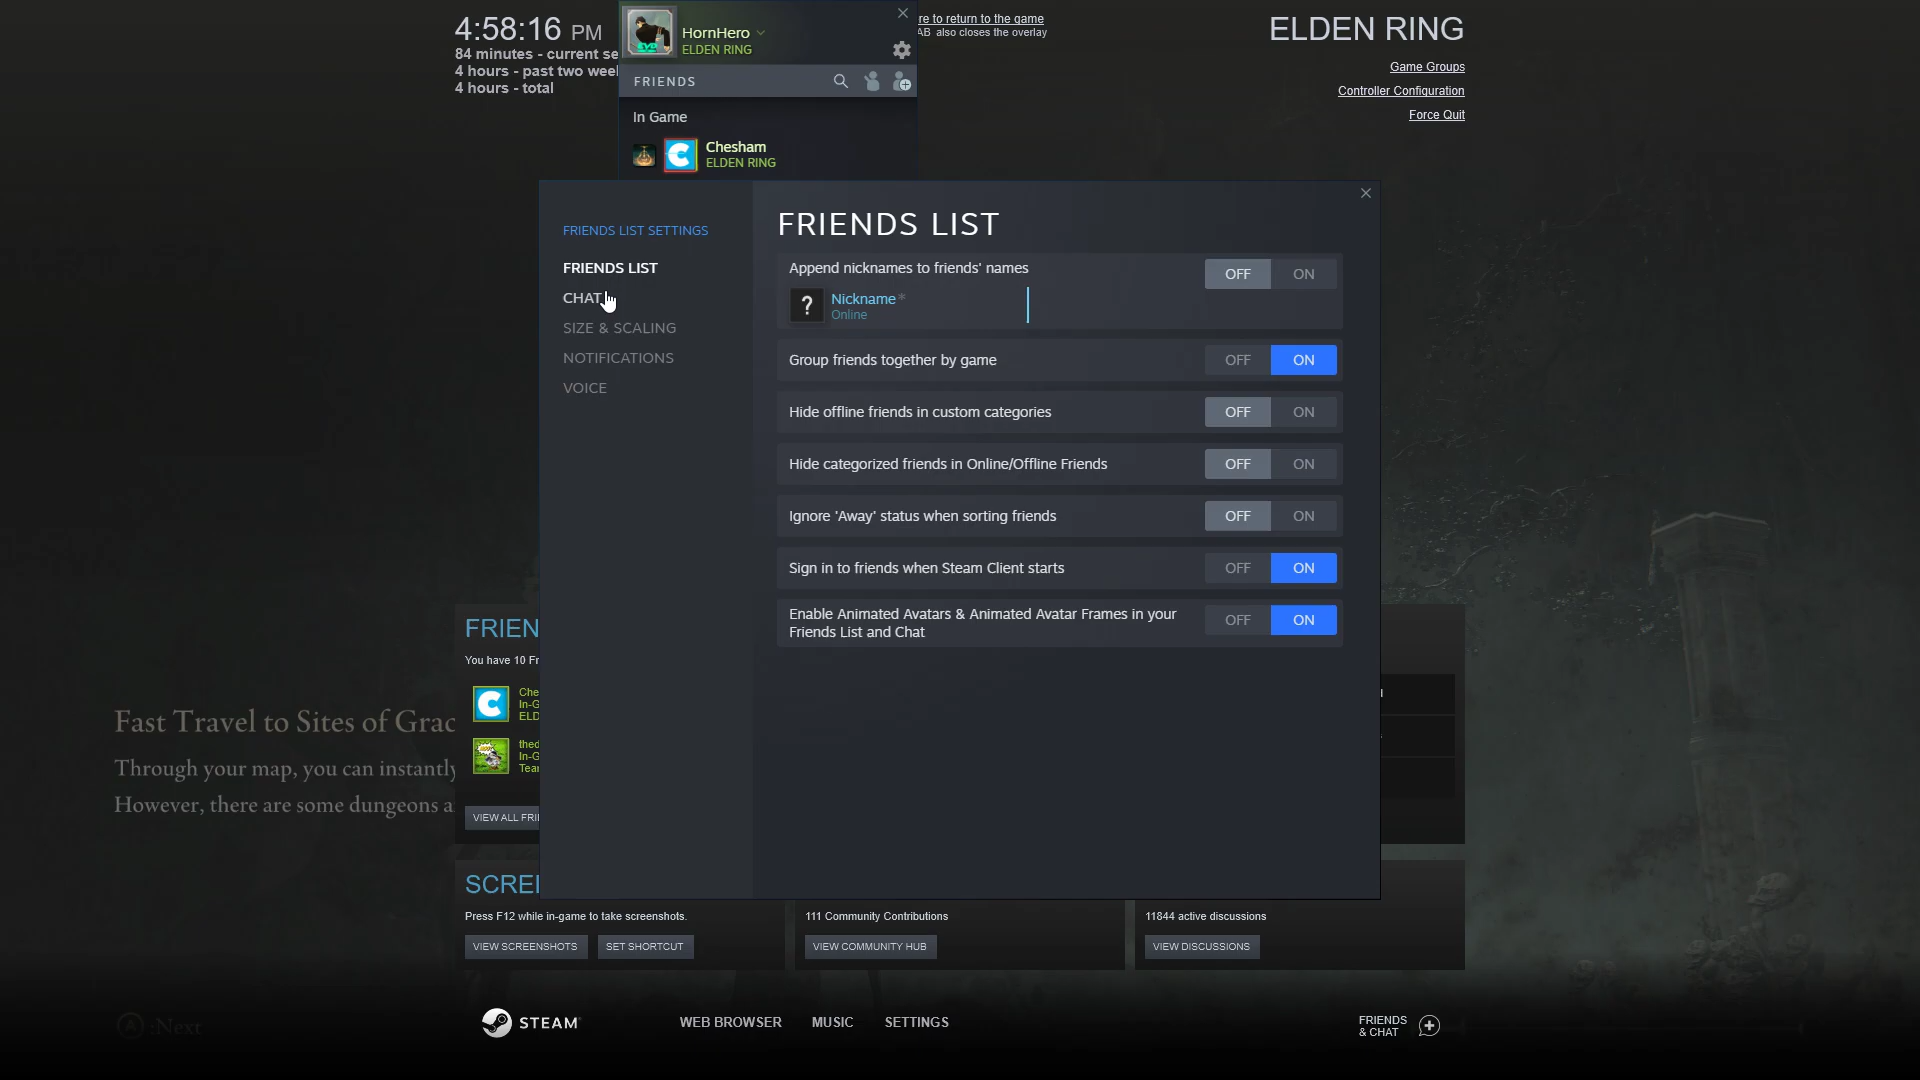 4:58:16 PM
84 minutes - current se
4 hours - past two wee
4 hours - total
HornHero
ELDEN RING
re to return to the game
AB also closes the overlay
ELDEN RING
Game Groups
Controller Configuration
Force Quit
FRIENDS
In Game
C
Chesham
ELDEN RING
FRIENDS LIST SETTINGS
FRIENDS LIST
CHAT
SIZE & SCALING
NOTIFICATIONS
VOICE
FRIENDS LIST
Append nicknames to friends' names
OFF ON
? Nickname *
Online
Group friends together by game
OFF ON
Hide offline friends in custom categories
OFF ON
Hide categorized friends in Online/Offline Friends
OFF ON
Ignore 'Away' status when sorting friends
OFF ON
Sign in to friends when Steam Client starts
OFF ON
Enable Animated Avatars & Animated Avatar Frames in your
Friends List and Chat
OFF ON
FRIEN
You have 10 Fr
C
Che
In-G
ELD
thed
In-G
Tea
VIEW ALL FRI
Fast Travel to Sites of Grac
Through your map, you can instantly
However, there are some dungeons a
SCREE
Press F12 while in-game to take screenshots.
VIEW SCREENSHOTS SET SHORTCUT
111 Community Contributions
VIEW COMMUNITY HUB
11844 active discussions
VIEW DISCUSSIONS
A :Next
STEAM
WEB BROWSER MUSIC SETTINGS
FRIENDS
& CHAT